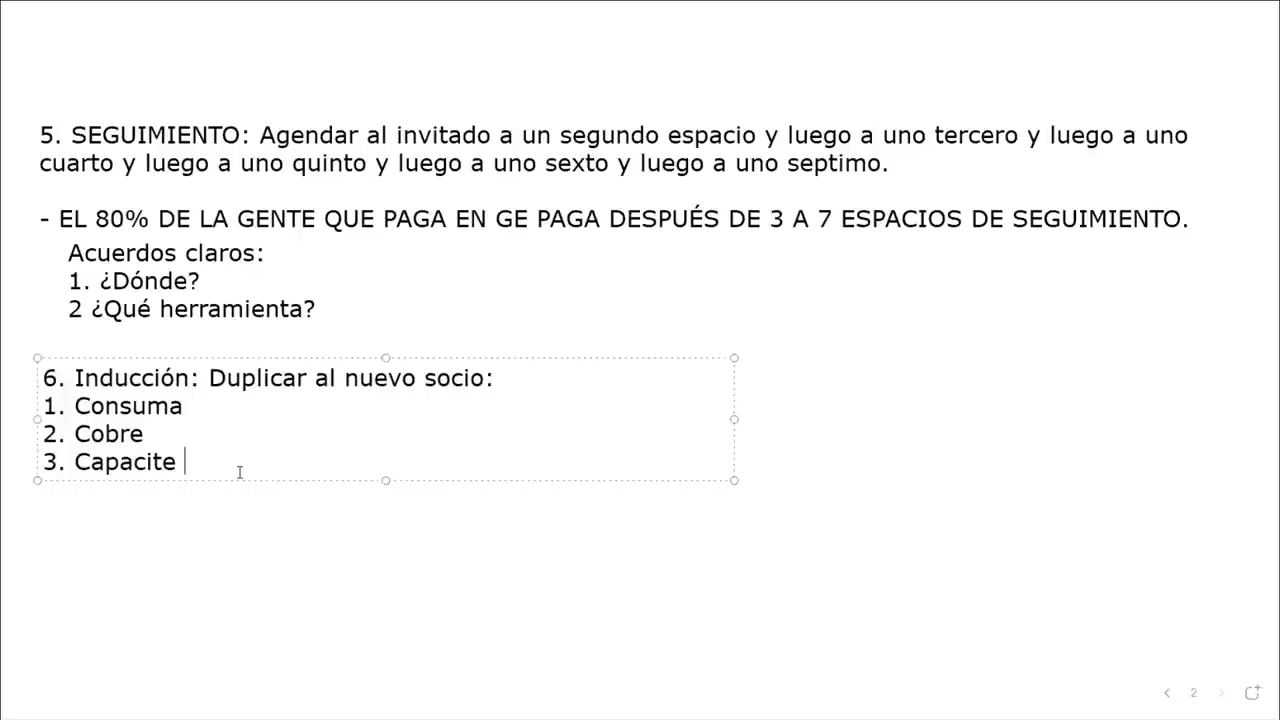 5. SEGUIMIENTO: Agendar al invitado a un segundo espacio y luego a uno tercero y luego a uno
cuarto y luego a uno quinto y luego a uno sexto y luego a uno septimo.
- EL 80% DE LA GENTE QUE PAGA EN GE PAGA DESPUÉS DE 3 A 7 ESPACIOS DE SEGUIMIENTO.
Acuerdos claros:
1. ¿Dónde?
2 ¿Qué herramienta?
6. Inducción: Duplicar al nuevo socio:
1. Consuma
2. Cobre
3. Capacite
2